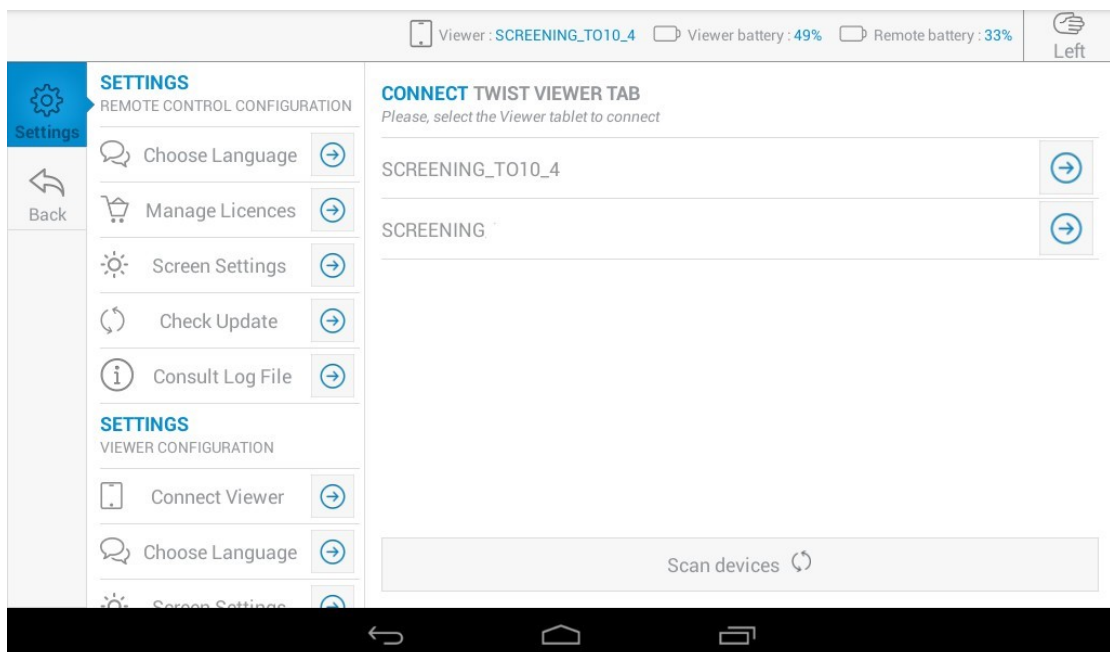 Viewer : SCREENING_TO10_4 Viewer battery : 49% Remote battery : 33%
Left
Settings
Back
SETTINGS
REMOTE CONTROL CONFIGURATION
Choose Language
Manage Licences
Screen Settings
Check Update
Consult Log File
SETTINGS
VIEWER CONFIGURATION
Connect Viewer
Choose Language
Screen Settings
CONNECT TWIST VIEWER TAB
Please, select the Viewer tablet to connect
SCREENING_TO10_4
SCREENING
Scan devices